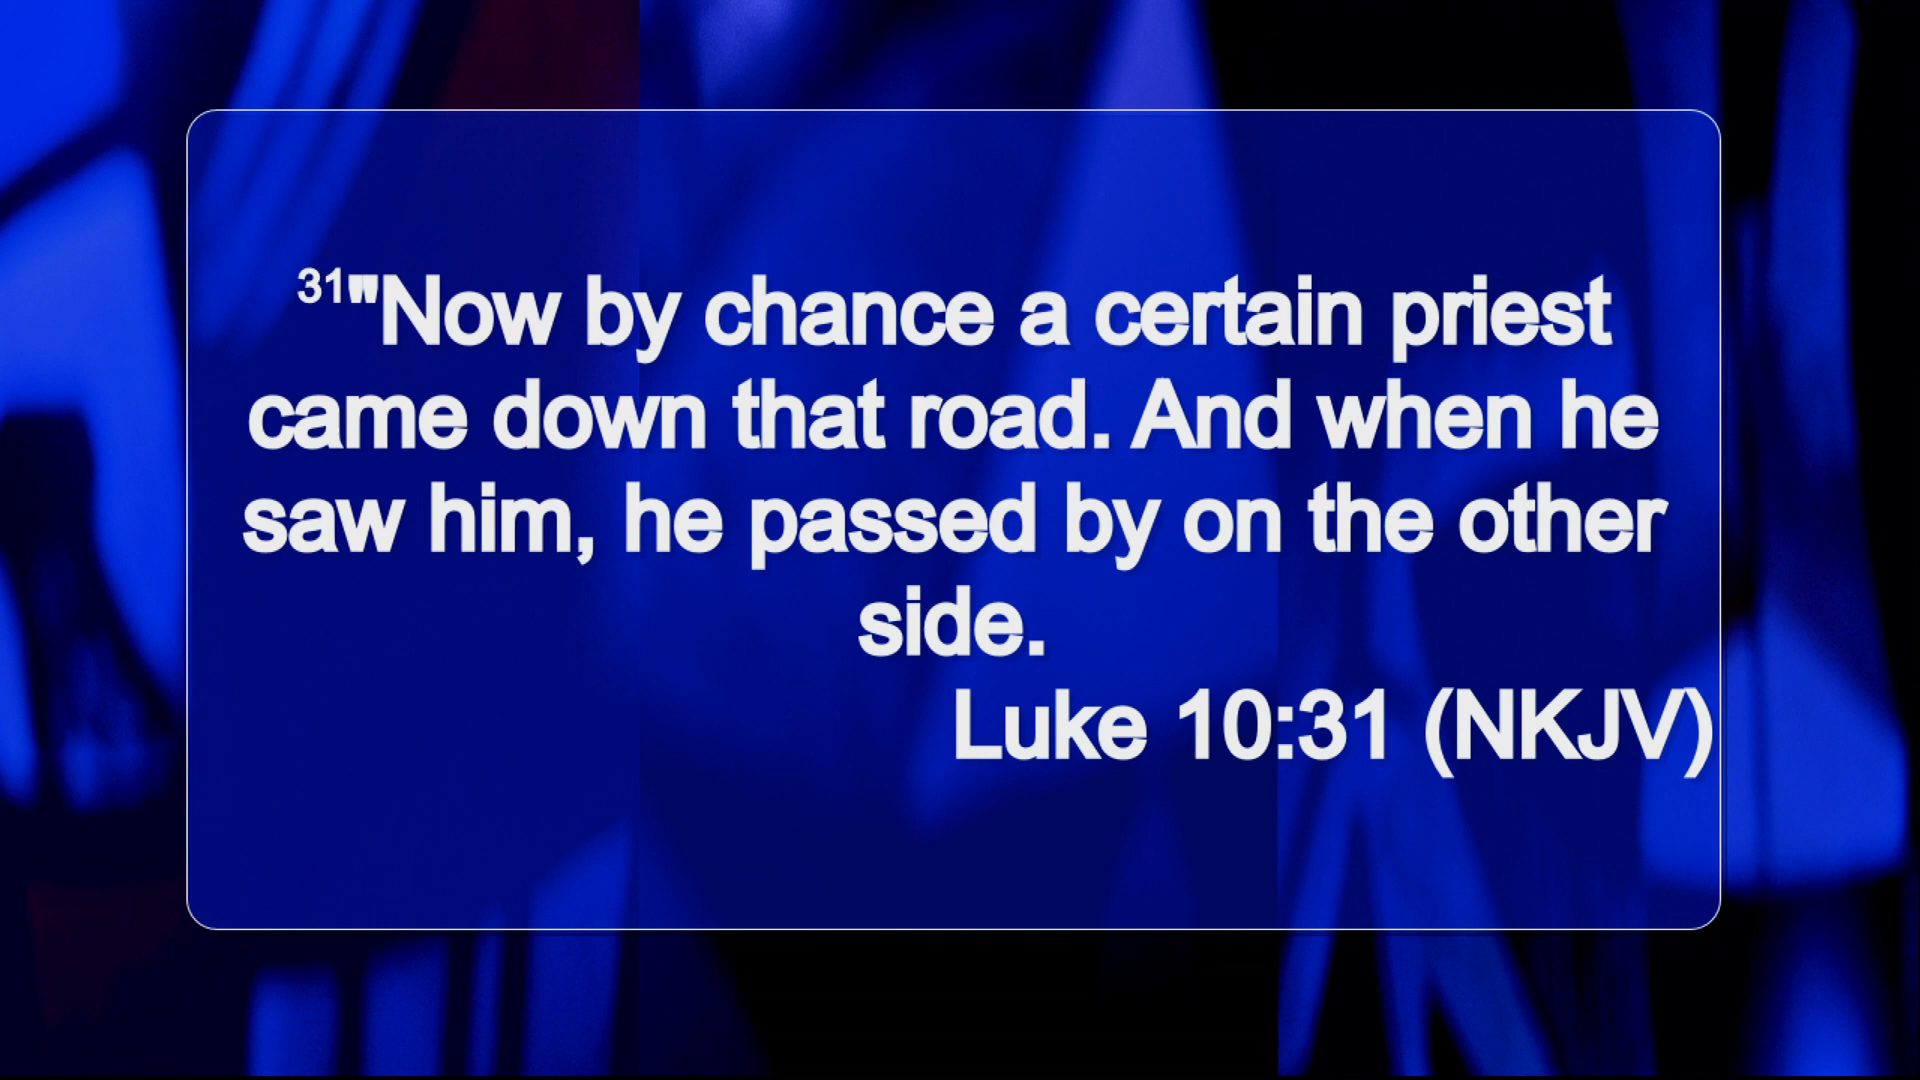 31"Now by chance a certain priest
came down that road. And when he
saw him, he passed by on the other
side.
Luke 10:31 (NKJV)